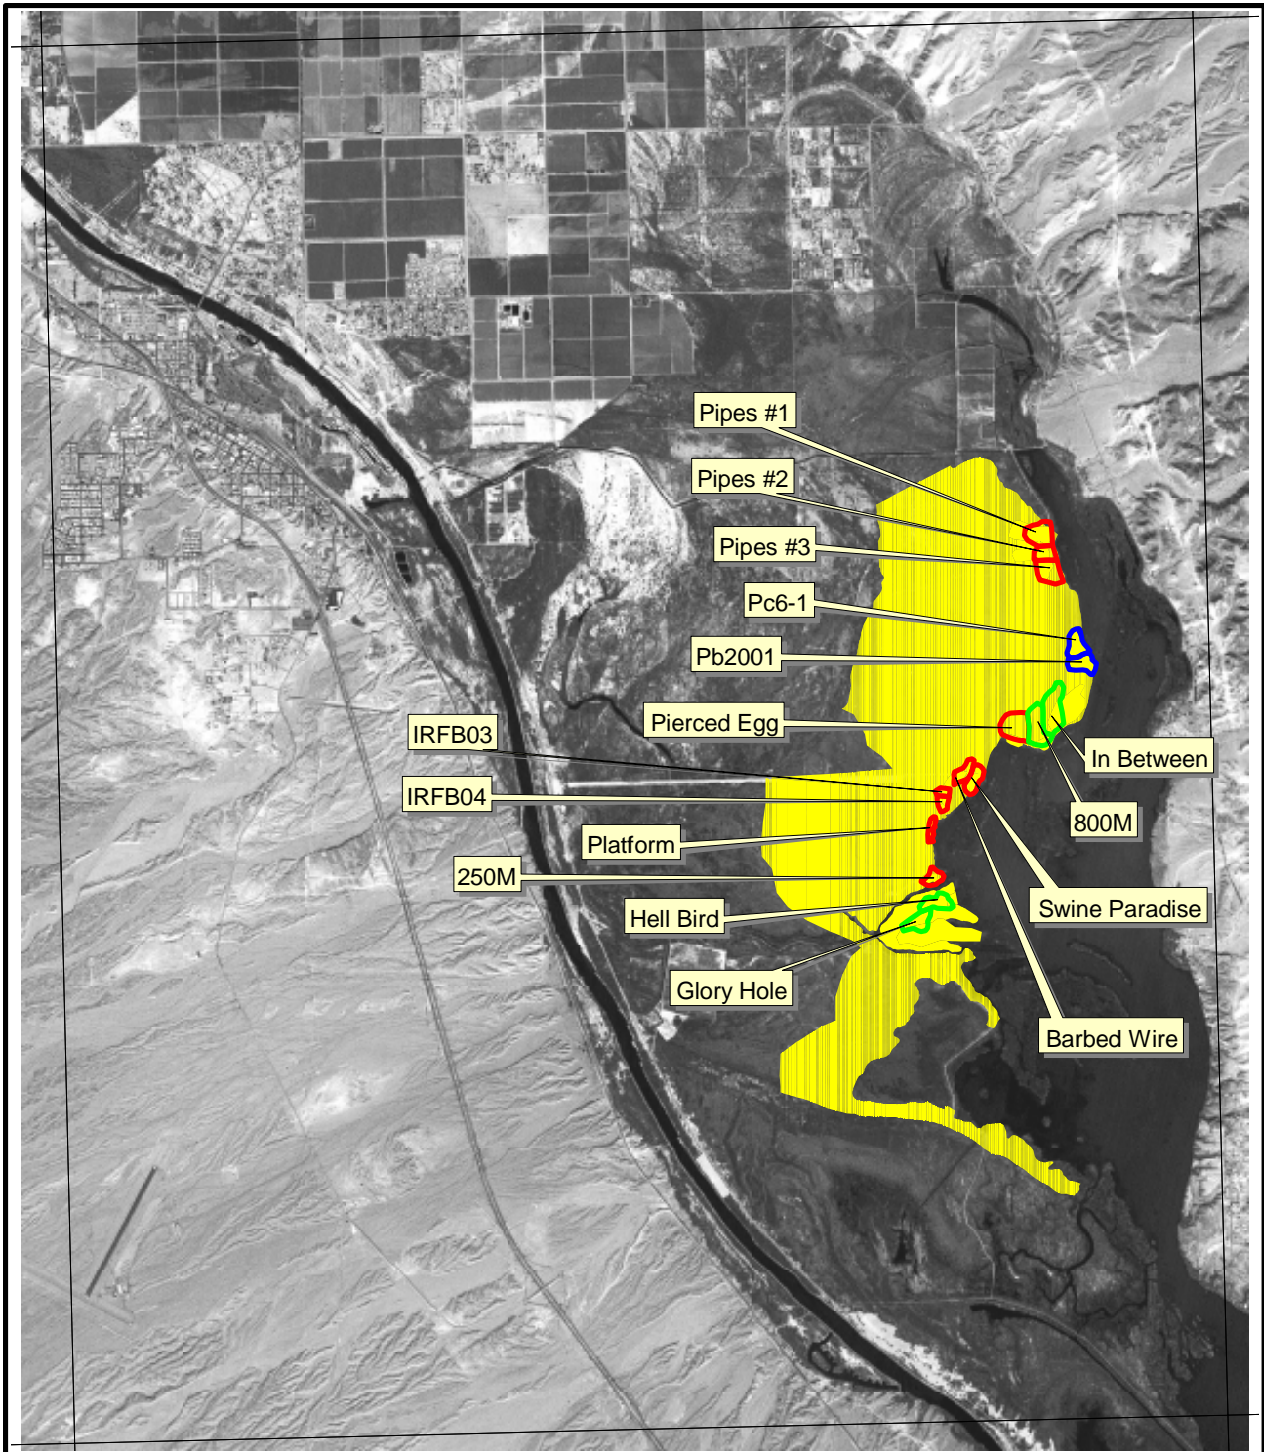 Pipes #1
Pipes #2
Pipes #3
Pc6-1
Pb2001
Pierced Egg
IRFB03
In Between
IRFB04
800M
Platform
250M
Swine Paradise
Hell Bird
Glory Hole
Barbed Wire